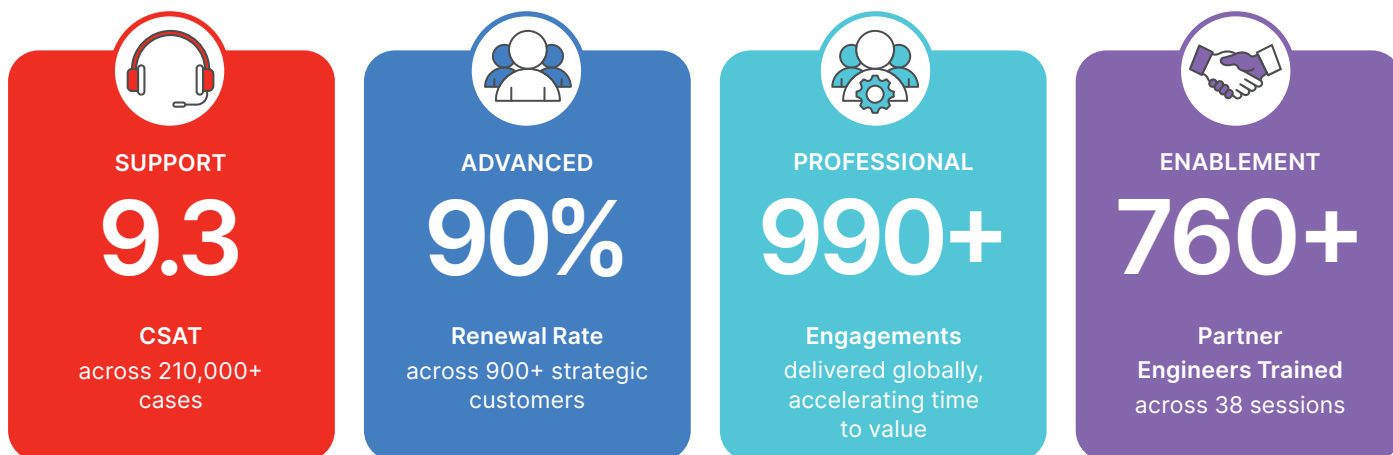 SUPPORT
9.3
CSAT
across 210,000+
cases
ADVANCED
90%
Renewal Rate
across 900+ strategic
customers
PROFESSIONAL
990+
Engagements
delivered globally,
accelerating time
to value
ENABLEMENT
760+
Partner
Engineers Trained
across 38 sessions